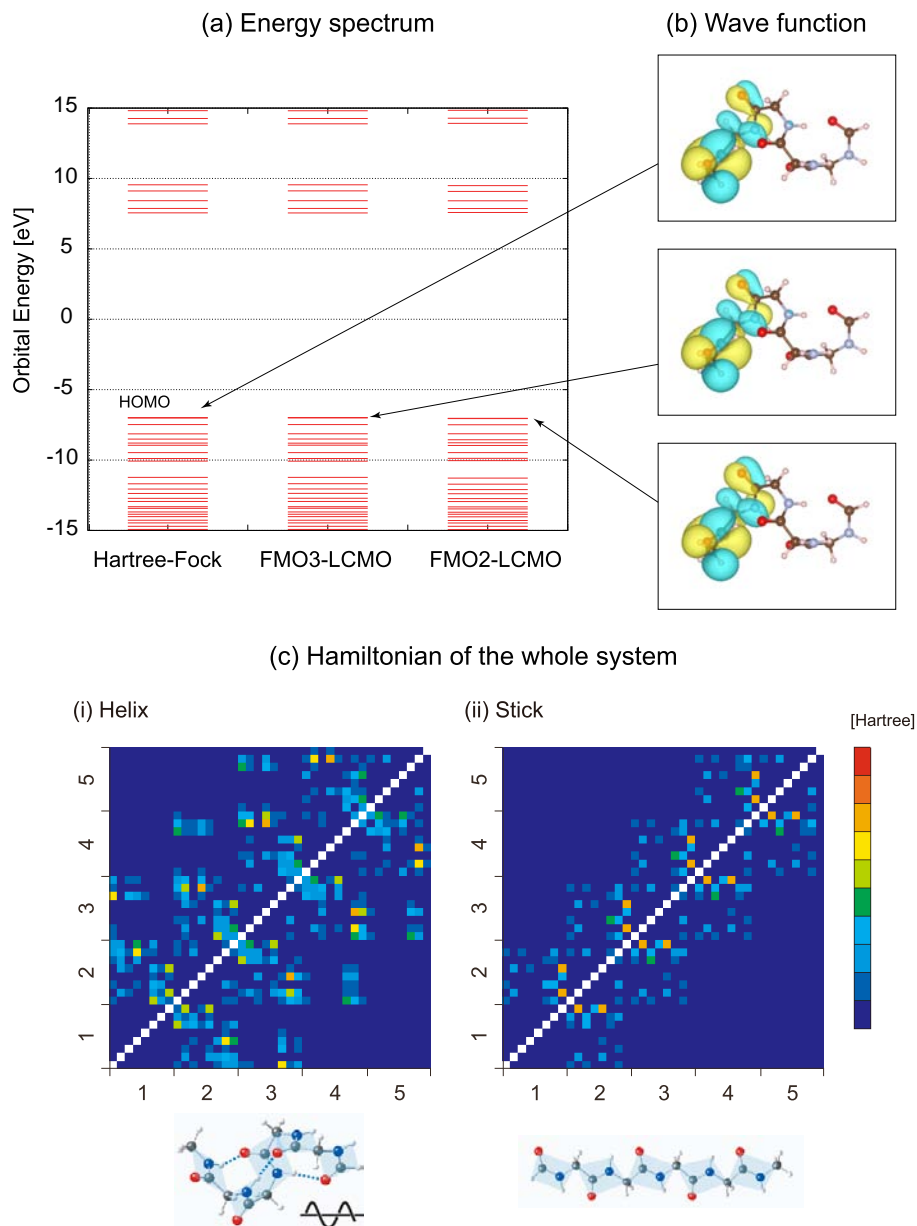 (a) Energy spectrum
(b) Wave function
Orbital Energy [eV]
15
10
5
0
-5
-10
-15
HOMO
Hartree-Fock FMO3-LCMO FMO2-LCMO
(c) Hamiltonian of the whole system
(i) Helix
(ii) Stick
[Hartree]
5
4
3
2
1
1 2 3 4 5
5
4
3
2
1
1 2 3 4 5